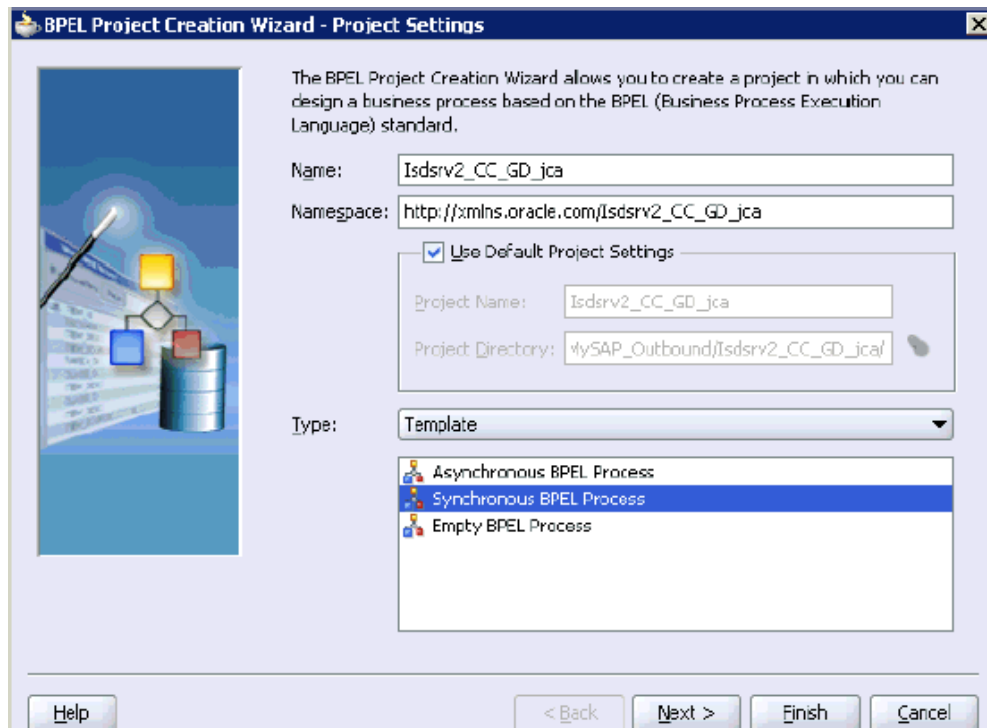 BPEL Project Creation Wizard - Project Settings
The BPEL Project Creation Wizard allows you to create a project in which you can
design a business process based on the BPEL (Business Process Execution
Language) standard.
Name: Isdsrv2_CC_GD_jca
Namespace: http://xmlns.oracle.com/Isdsrv2_CC_GD_jca
Use Default Project Settings
Project Name: Isdsrv2_CC_GD_jca
Project Directory: MySAP_Outbound/Isdsrv2_CC_GD_jca/
Type: Template
Asynchronous BPEL Process
Synchronous BPEL Process
Empty BPEL Process
Help < Back Next > Finish Cancel